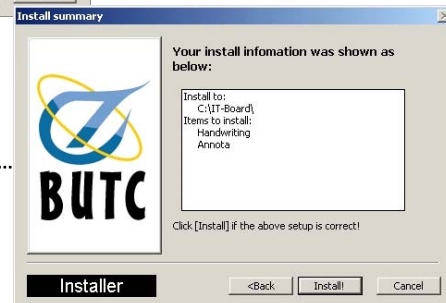 Install summary
Your install infomation was shown as
below:
Install to:
C:\IT-Board\
Items to install:
Handwriting
Annota
...
BUTC
Click [Install] if the above setup is correct!
Installer
<Back
Install!
Cancel